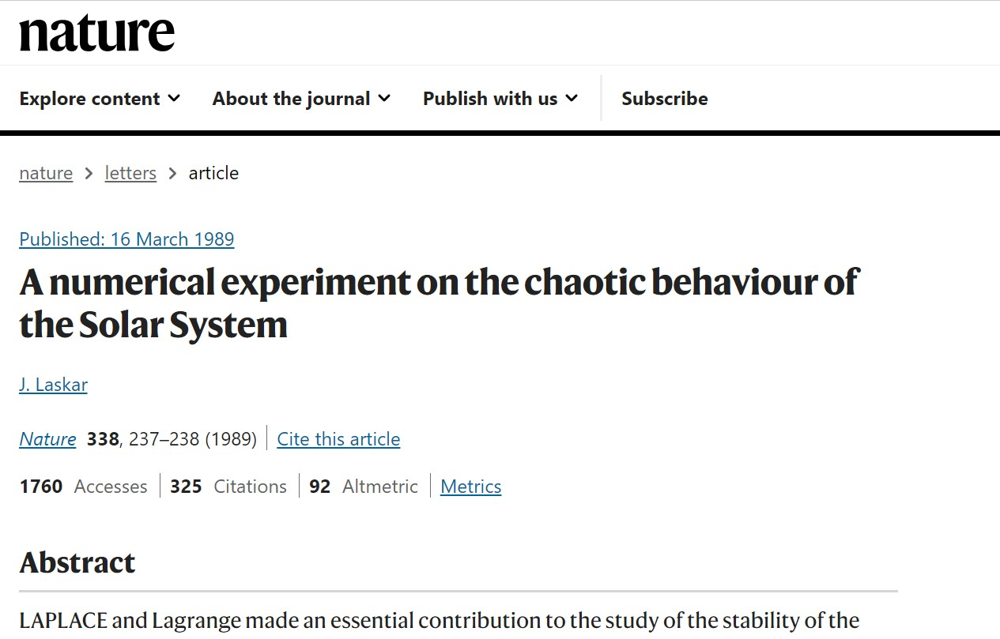 nature
Explore content About the journal Publish with us Subscribe
nature > letters > article
Published: 16 March 1989
A numerical experiment on the chaotic behaviour of
the Solar System
J. Laskar
Nature 338, 237–238 (1989) Cite this article
1760 Accesses 325 Citations 92 Altmetric Metrics
Abstract
LAPLACE and Lagrange made an essential contribution to the study of the stability of the